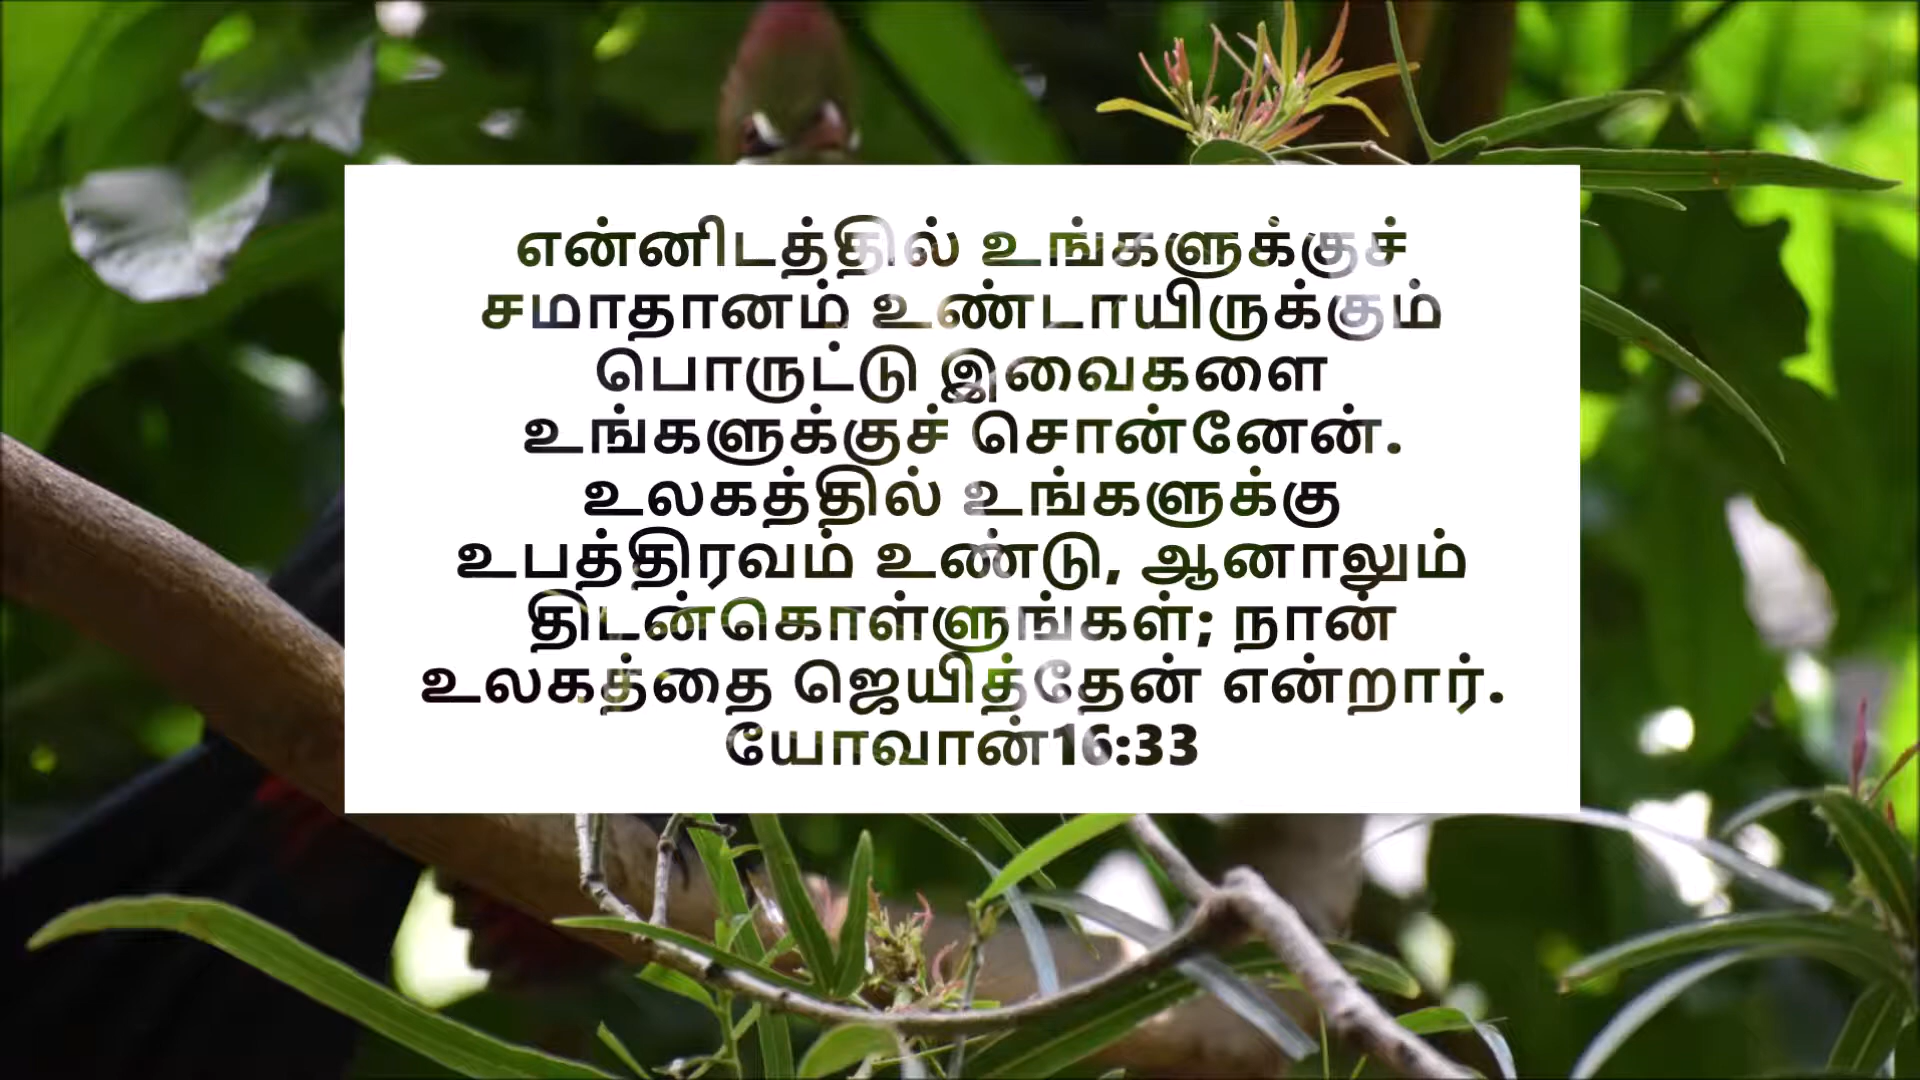 என்னிடத்தில் உங்களுக்குச்
சமாதானம் உண்டாயிருக்கும்
பொருட்டு இவைகளை
உங்களுக்குச் சொன்னேன்.
உலகத்தில் உங்களுக்கு
உபத்திரவம் உண்டு, ஆனாலும்
திடன்கொள்ளுங்கள்; நான்
உலகத்தை ஜெயித்தேன் என்றார்.
யோவான்16:33